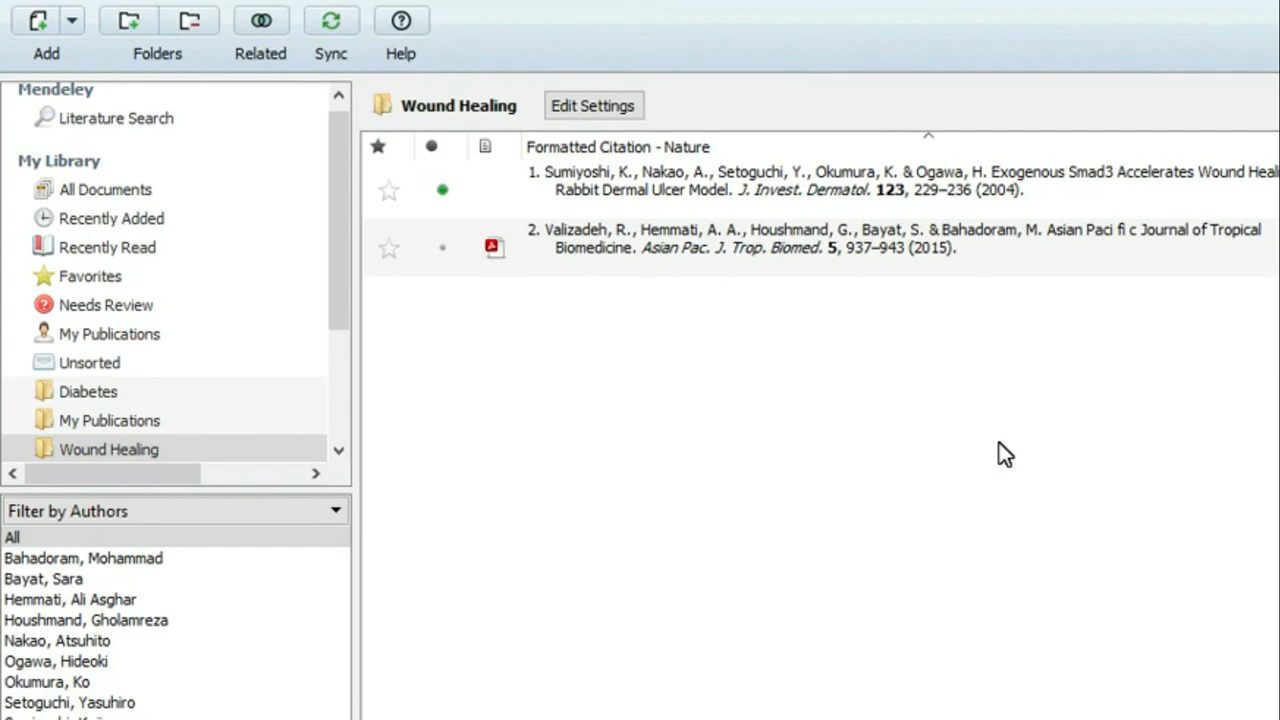 Add
Folders
Related
Sync
Help
Mendeley
Literature Search
My Library
All Documents
Recently Added
Recently Read
Favorites
Needs Review
My Publications
Unsorted
Diabetes
My Publications
Wound Healing
Filter by Authors
All
Bahadoram, Mohammad
Bayat, Sara
Hemmati, Ali Asghar
Houshmand, Gholamreza
Nakao, Atsuhito
Ogawa, Hideoki
Okumura, Ko
Setoguchi, Yasuhiro
Wound Healing
Edit Settings
Formatted Citation - Nature
1. Sumiyoshi, K., Nakao, A., Setoguchi, Y., Okumura, K. & Ogawa, H. Exogenous Smad3 Accelerates Wound Heal
Rabbit Dermal Ulcer Model. J. Invest. Dermatol. 123, 229–236 (2004).
2. Valizadeh, R., Hemmati, A. A., Houshmand, G., Bayat, S. & Bahadoram, M. Asian Paci fi c Journal of Tropical
Biomedicine. Asian Pac. J. Trop. Biomed. 5, 937–943 (2015).